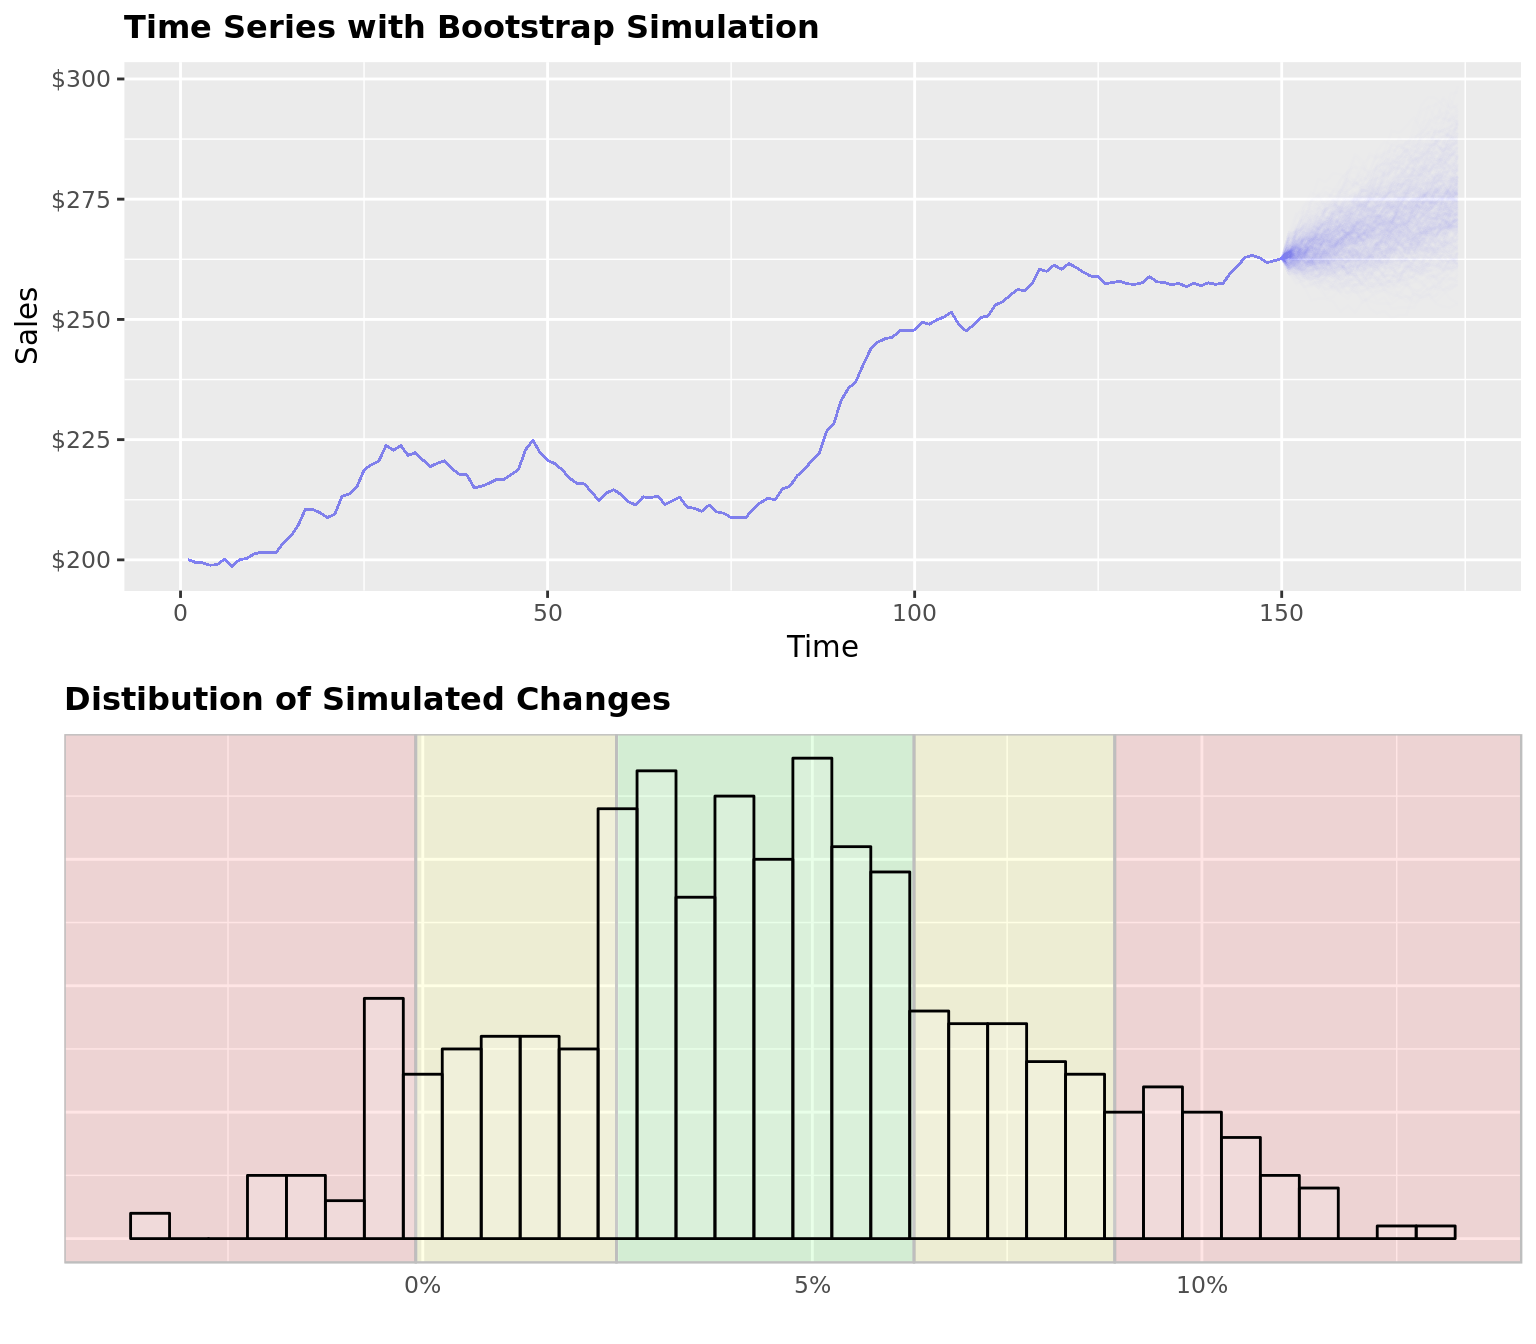 Time Series with Bootstrap Simulation
$300
$275
$250
$225
$200
Sales
0 50 100 150
Time
Distibution of Simulated Changes
0% 5% 10%